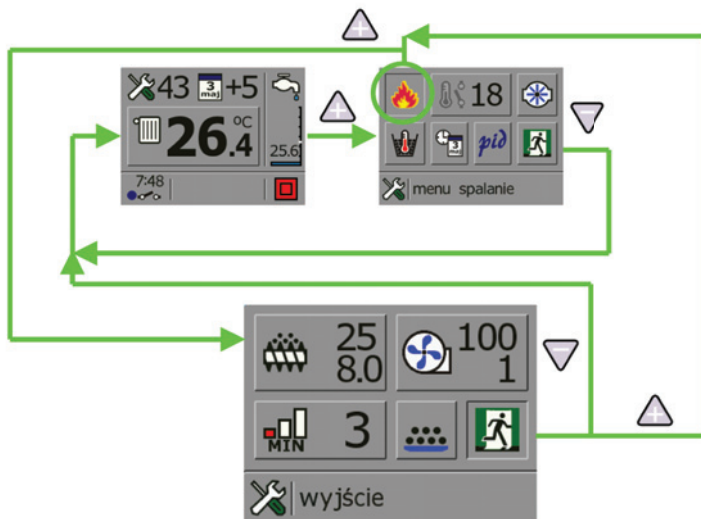 43 3 maj +5
26.4 °C
25.6
7:48
18
3
pid
menu spalanie
25
8.0
100
1
MIN 3
wyjście